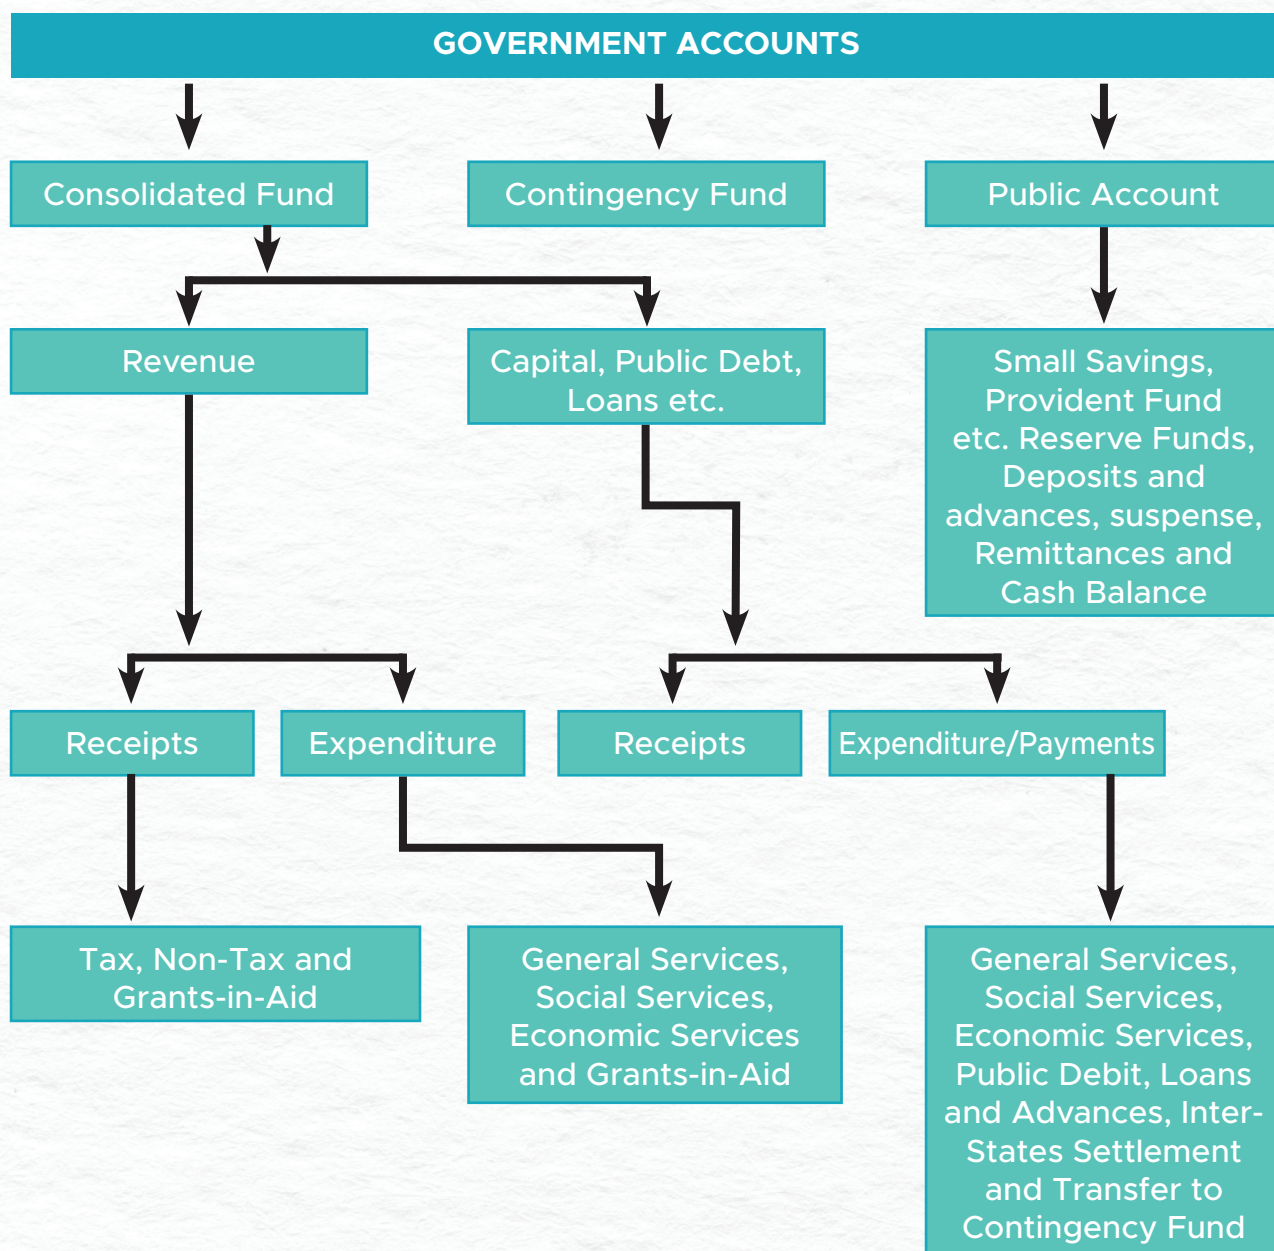 GOVERNMENT ACCOUNTS
Consolidated Fund
Contingency Fund
Public Account
Revenue
Capital, Public Debt,
Loans etc.
Small Savings,
Provident Fund
etc. Reserve Funds,
Deposits and
advances, suspense,
Remittances and
Cash Balance
Receipts
Expenditure
Receipts
Expenditure/Payments
Tax, Non-Tax and
Grants-in-Aid
General Services,
Social Services,
Economic Services
and Grants-in-Aid
General Services,
Social Services,
Economic Services,
Public Debit, Loans
and Advances, Inter-
States Settlement
and Transfer to
Contingency Fund